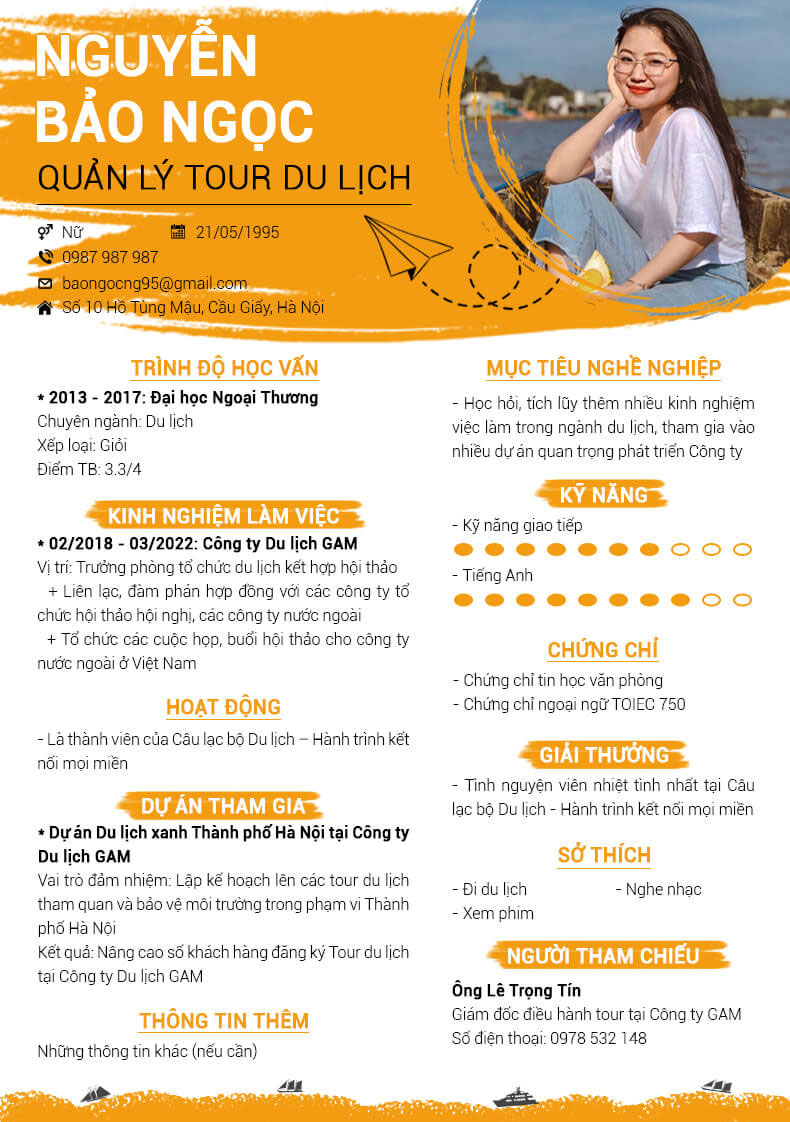 NGUYỄN
BẢO NGỌC
QUẢN LÝ TOUR DU LỊCH
Nữ
21/05/1995
0987 987 987
baongocng95@gmail.com
Số 10 Hồ Tùng Mậu, Cầu Giấy, Hà Nội
TRÌNH ĐỘ HỌC VẤN
* 2013 - 2017: Đại học Ngoại Thương
Chuyên ngành: Du lịch
Xếp loại: Giỏi
Điểm TB: 3.3/4
KINH NGHIỆM LÀM VIỆC
* 02/2018 - 03/2022: Công ty Du lịch GAM
Vị trí: Trưởng phòng tổ chức du lịch kết hợp hội thảo
+ Liên lạc, đàm phán hợp đồng với các công ty tổ
chức hội thảo hội nghị, các công ty nước ngoài
+ Tổ chức các cuộc họp, buổi hội thảo cho công ty
nước ngoài ở Việt Nam
HOẠT ĐỘNG
- Là thành viên của Câu lạc bộ Du lịch – Hành trình kết
nối mọi miền
DỰ ÁN THAM GIA
* Dự án Du lịch xanh Thành phố Hà Nội tại Công ty
Du lịch GAM
Vai trò đảm nhiệm: Lập kế hoạch lên các tour du lịch
tham quan và bảo vệ môi trường trong phạm vi Thành
phố Hà Nội
Kết quả: Nâng cao số khách hàng đăng ký Tour du lịch
tại Công ty Du lịch GAM
THÔNG TIN THÊM
Những thông tin khác (nếu cần)
MỤC TIÊU NGHỀ NGHIỆP
- Học hỏi, tích lũy thêm nhiều kinh nghiệm
việc làm trong ngành du lịch, tham gia vào
nhiều dự án quan trọng phát triển Công ty
KỸ NĂNG
- Kỹ năng giao tiếp
- Tiếng Anh
CHỨNG CHỈ
- Chứng chỉ tin học văn phòng
- Chứng chỉ ngoại ngữ TOIEC 750
GIẢI THƯỞNG
- Tình nguyện viên nhiệt tình nhất tại Câu
lạc bộ Du lịch - Hành trình kết nối mọi miền
SỞ THÍCH
- Đi du lịch
- Nghe nhạc
- Xem phim
NGƯỜI THAM CHIẾU
Ông Lê Trọng Tín
Giám đốc điều hành tour tại Công ty GAM
Số điện thoại: 0978 532 148